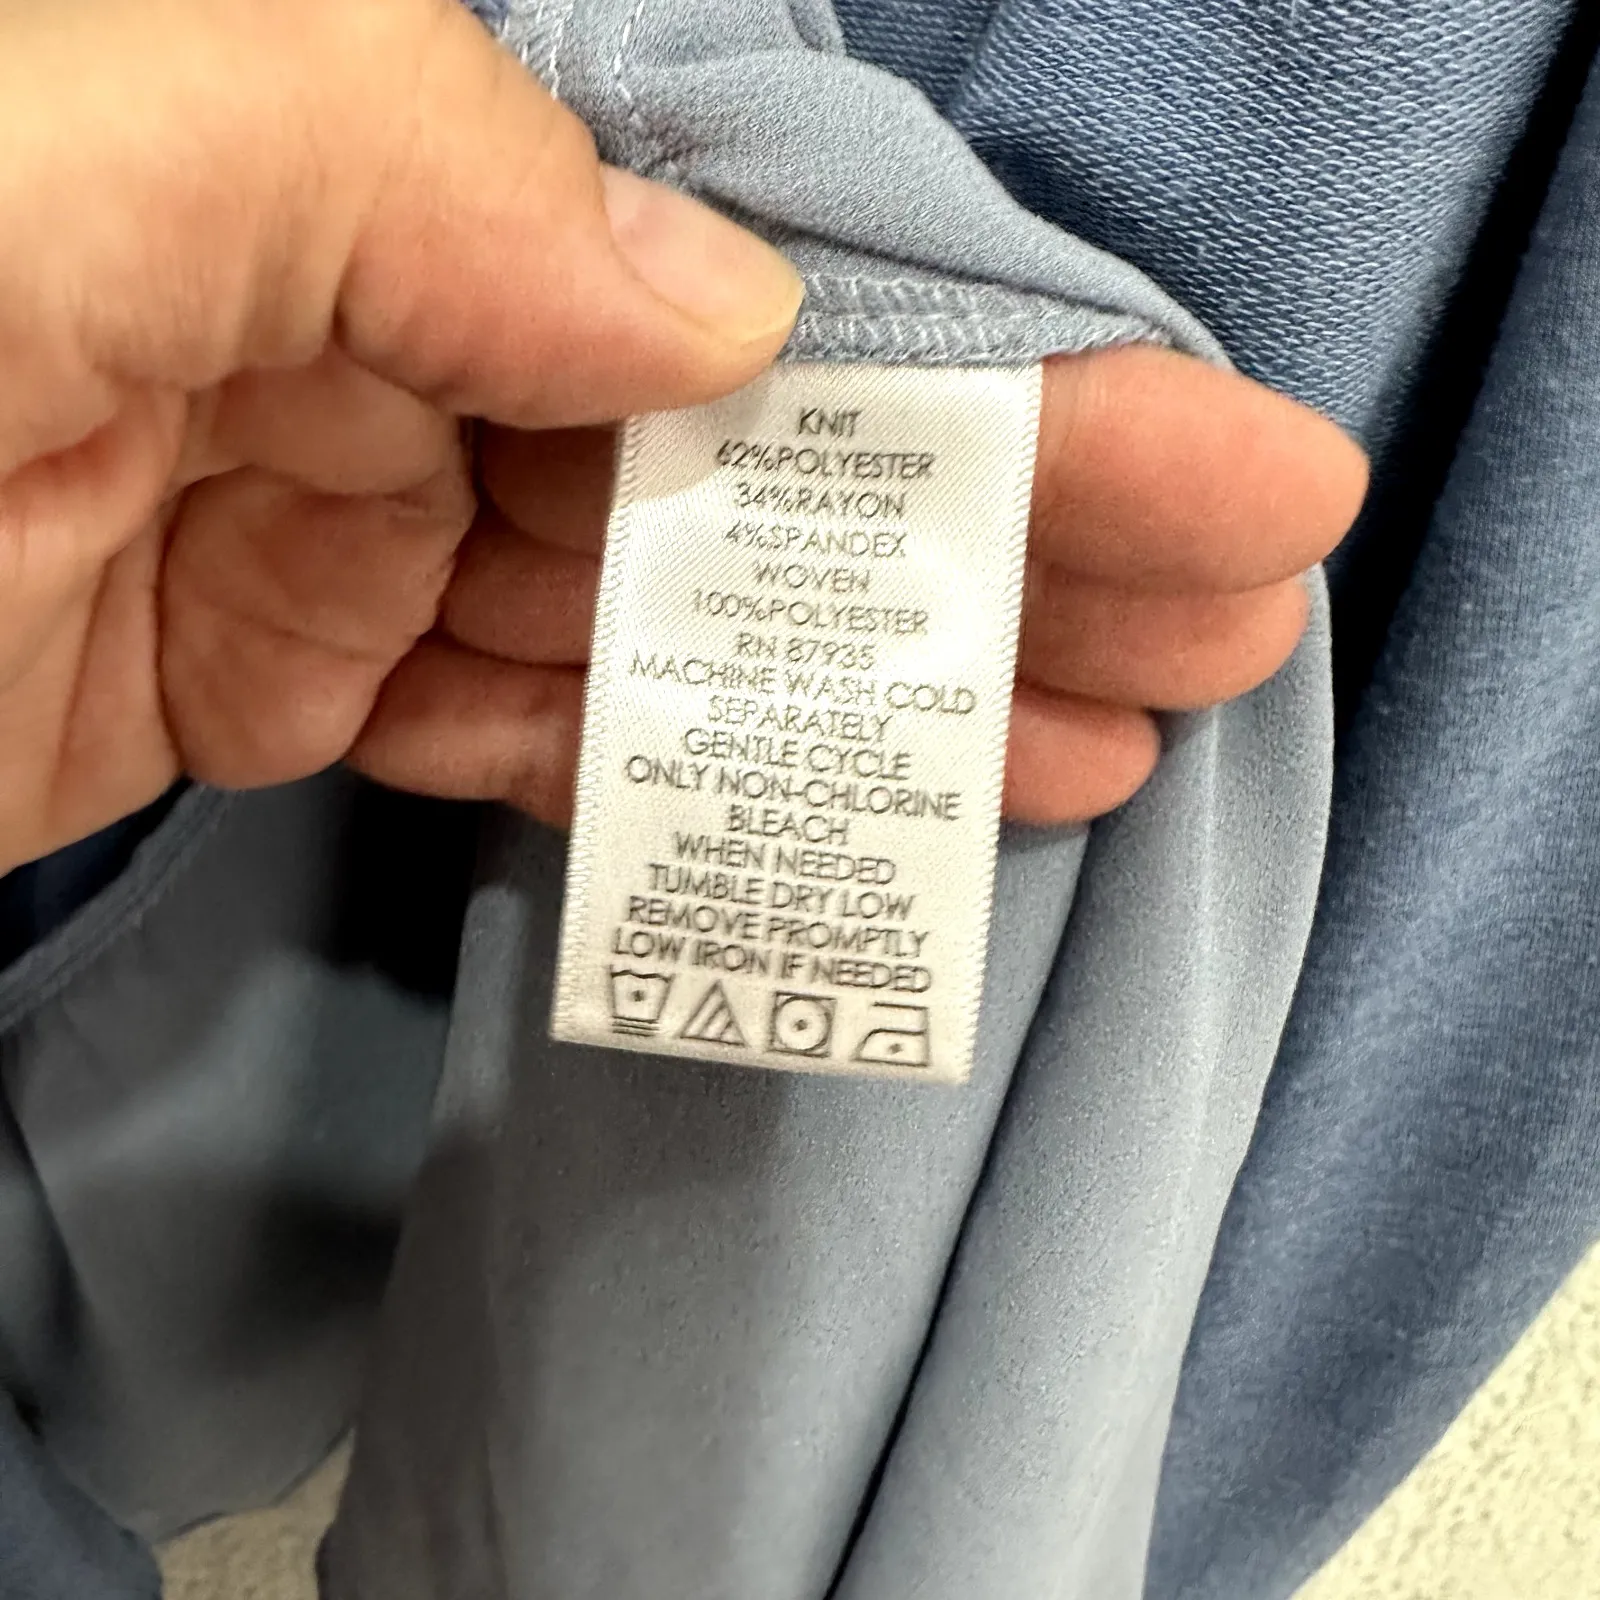 KNIT
62%POLYESTER
34%RAYON
4%SPANDEX
WOVEN
100%POLYESTER
RN 87935
MACHINE WASH COLD
SEPARATELY
GENTLE CYCLE
ONLY NON-CHLORINE
BLEACH
WHEN NEEDED
TUMBLE DRY LOW
REMOVE PROMPTLY
LOW IRON IF NEEDED